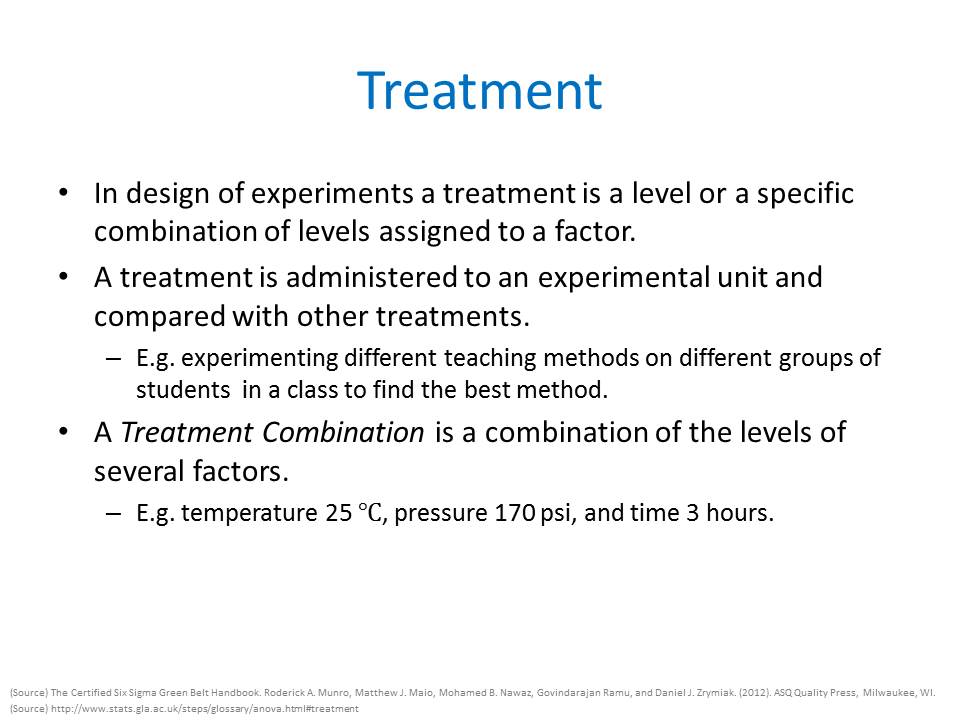 Treatment
• In design of experiments a treatment is a level or a specific
combination of levels assigned to a factor.
• A treatment is administered to an experimental unit and
compared with other treatments.
– E.g. experimenting different teaching methods on different groups of
students  in a class to find the best method.
• A Treatment Combination is a combination of the levels of
several factors.
– E.g. temperature 25 °C, pressure 170 psi, and time 3 hours.
(Source) The Certified Six Sigma Green Belt Handbook. Roderick A. Munro, Matthew J. Maio, Mohamed B. Nawaz, Govindarajan Ramu, and Daniel J. Zrymiak. (2012). ASQ Quality Press, Milwaukee, WI.
(Source) http://www.stats.gla.ac.uk/steps/glossary/anova.html#treatment